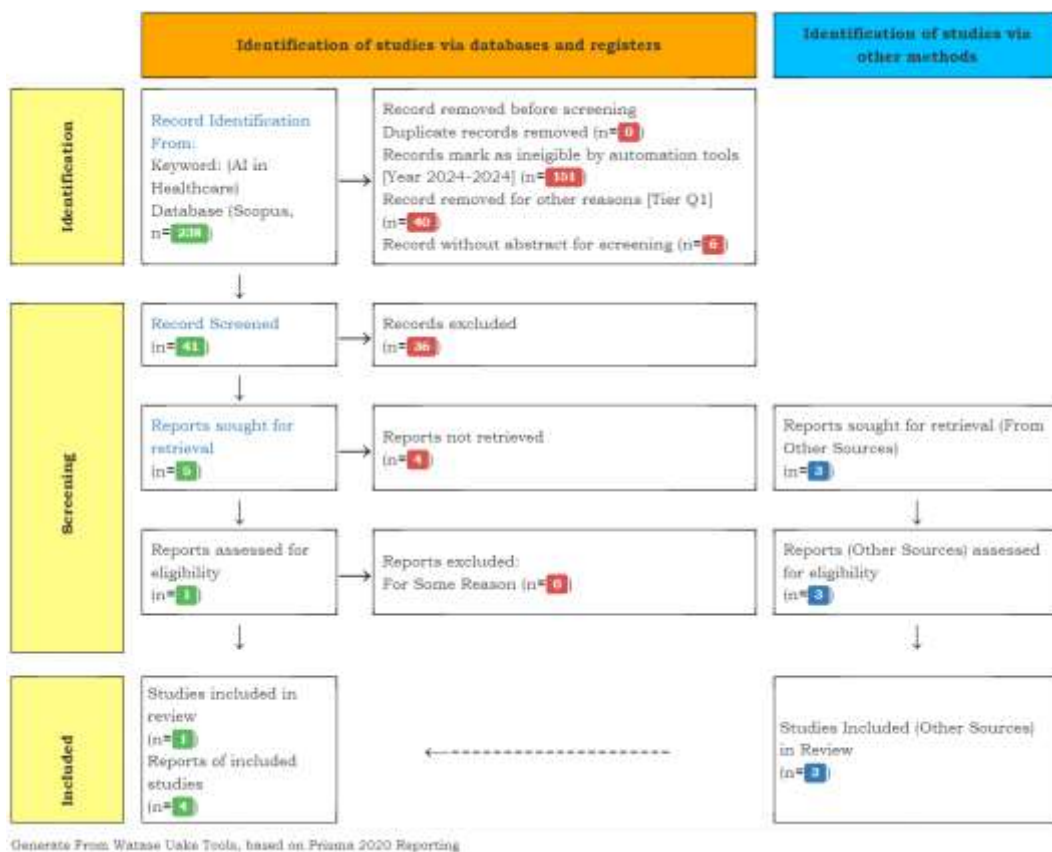 Identification of studies via databases and registers
Identification of studies via
other methods
Identification
Record Identification
From:
Keyword: (AI in
Healthcare)
Database (Scopus,
n=238)
Record removed before screening
Duplicate records removed (n=0)
Records mark as ineigible by automation tools
[Year 2024-2024] (n=151)
Record removed for other reasons [Tier Q1]
(n=40)
Record without abstract for screening (n=6)
Screening
Record Screened
(n=41)
Records excluded
(n=36)
Reports sought for
retrieval
(n=5)
Reports not retrieved
(n=4)
Reports sought for retrieval (From
Other Sources)
(n=3)
Reports assessed for
eligibility
(n=1)
Reports excluded:
For Some Reason (n=0)
Reports (Other Sources) assessed
for eligibility
(n=3)
Included
Studies included in
review
(n=1)
Reports of included
studies
(n=4)
Studies Included (Other Sources)
in Review
(n=3)
Generate From Watase Uake Tools, based on Prisma 2020 Reporting